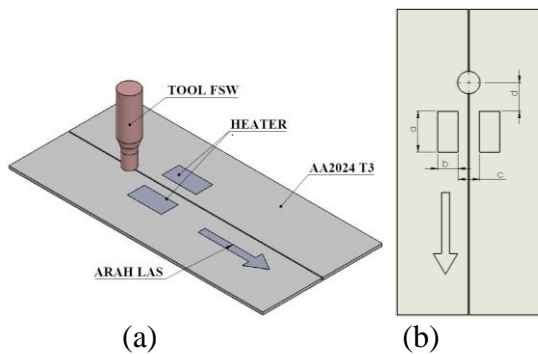 TOOL FSW
HEATER
AA2024 T3
ARAH LAS
(a)
d
a
b
c
(b)